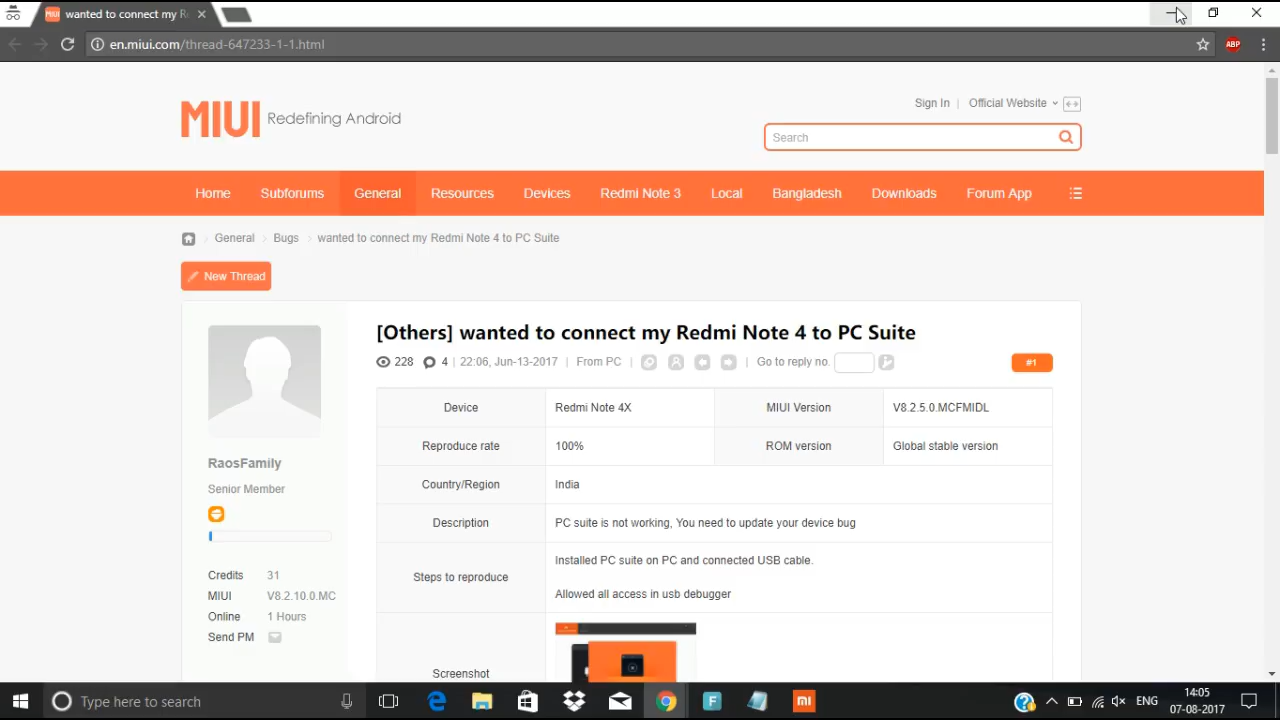 wanted to connect my R
en.miui.com/thread-647233-1-1.html
ABP
MIUI Redefining Android
Sign In | Official Website
Search
Home Subforums General Resources Devices Redmi Note 3 Local Bangladesh Downloads Forum App
General Bugs wanted to connect my Redmi Note 4 to PC Suite
New Thread
[Others] wanted to connect my Redmi Note 4 to PC Suite
228 4 | 22:06, Jun-13-2017 | From PC | Go to reply no.
#1
Device Redmi Note 4X MIUI Version V8.2.5.0.MCFMIDL
Reproduce rate 100% ROM version Global stable version
Country/Region India
Description PC suite is not working, You need to update your device bug
Steps to reproduce Installed PC suite on PC and connected USB cable.
Allowed all access in usb debugger
Screenshot
RaosFamily
Senior Member
Credits 31
MIUI V8.2.10.0.MC
Online 1 Hours
Send PM
Type here to search
ENG
14:05
07-08-2017